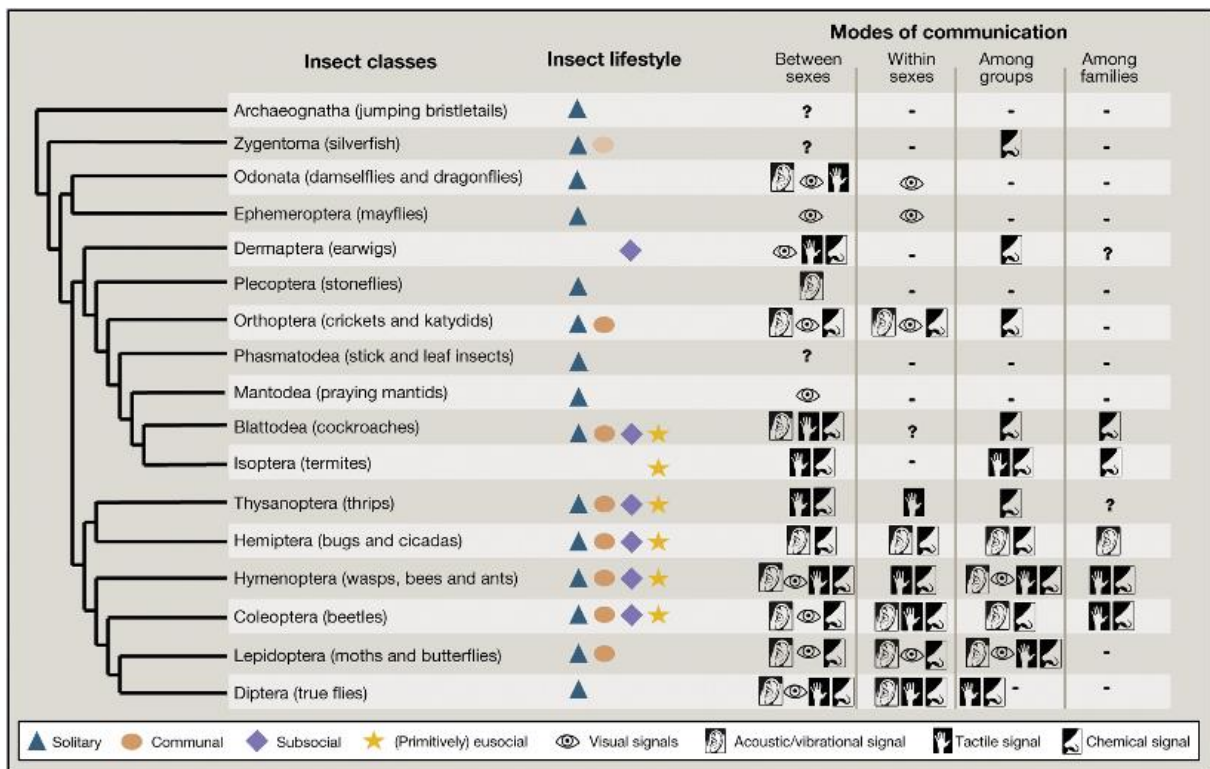 Modes of communication
Insect classes Insect lifestyle Between sexes Within sexes Among groups Among families
Archaeognatha (jumping bristletails) ? - - -
Zygentoma (silverfish) ? - -
Odonata (damselflies and dragonflies) - -
Ephemeroptera (mayflies) - -
Dermaptera (earwigs) - ?
Plecoptera (stoneflies) - - -
Orthoptera (crickets and katydids) -
Phasmatodea (stick and leaf insects) ? - - -
Mantodea (praying mantids) - - -
Blattodea (cockroaches) ?
Isoptera (termites) -
Thysanoptera (thrips) ?
Hemiptera (bugs and cicadas)
Hymenoptera (wasps, bees and ants)
Coleoptera (beetles)
Lepidoptera (moths and butterflies) -
Diptera (true flies) - -
Solitary Communal Subsocial (Primitively) eusocial Visual signals Acoustic/vibrational signal Tactile signal Chemical signal